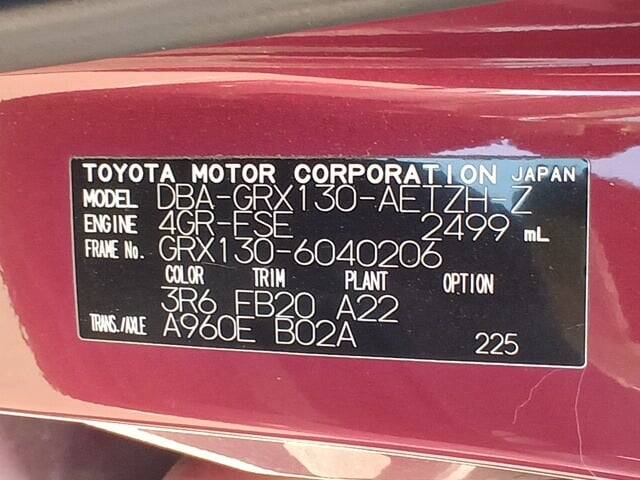 TOYOTA MOTOR CORPORATION JAPAN
MODEL DBA-GRX130-AETZH-Z
ENGINE 4GR-FSE 2499 mL
FRAME No. GRX130-6040206
COLOR TRIM PLANT OPTION
3R6 FB20 A22
TRANS./AXLE A960E B02A 225